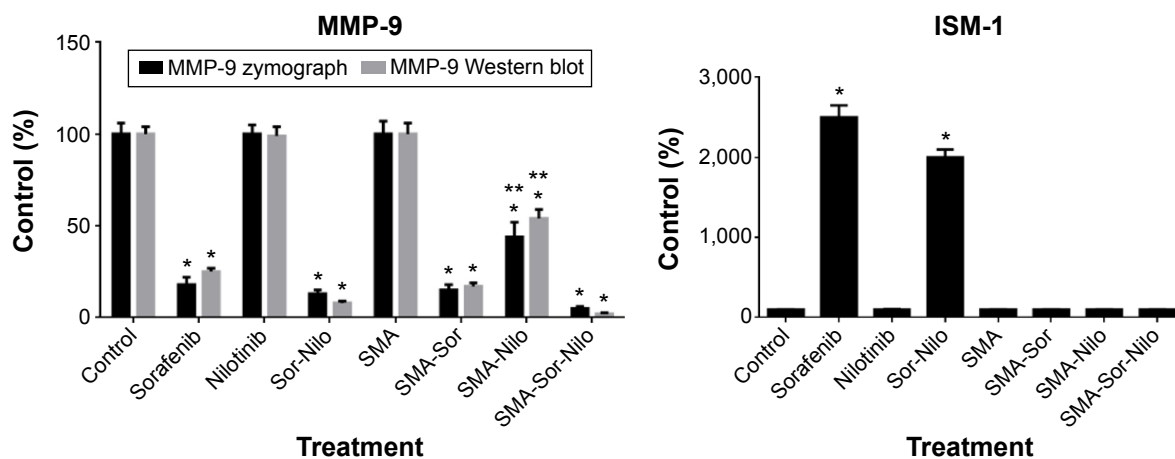 MMP-9
150
100
50
0
Control (%)
MMP-9 zymograph
MMP-9 Western blot
* *
* *
* *
** **
* *
* *
Control
Sorafenib
Nilotinib
Sor-Nilo
SMA
SMA-Sor
SMA-Nilo
SMA-Sor-Nilo
Treatment
ISM-1
3,000
2,000
1,000
0
Control (%)
*
*
Control
Sorafenib
Nilotinib
Sor-Nilo
SMA
SMA-Sor
SMA-Nilo
SMA-Sor-Nilo
Treatment